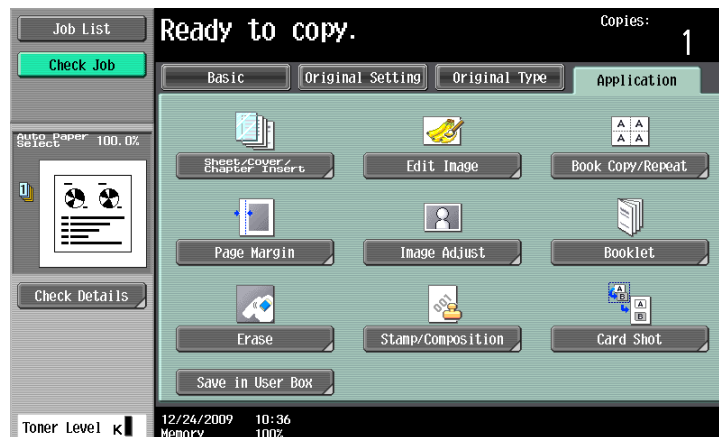 Job List
Check Job
Ready to copy.
Copies:
1
Basic
Original Setting
Original Type
Application
Auto Paper
Select
100.0%
1
Sheet/Cover/
Chapter Insert
Edit Image
A A
A A
Book Copy/Repeat
Page Margin
Image Adjust
Booklet
Check Details
Erase
001
Stamp/Composition
A
B
A
B
Card Shot
Save in User Box
Toner Level K
12/24/2009 10:36
Memory 100%